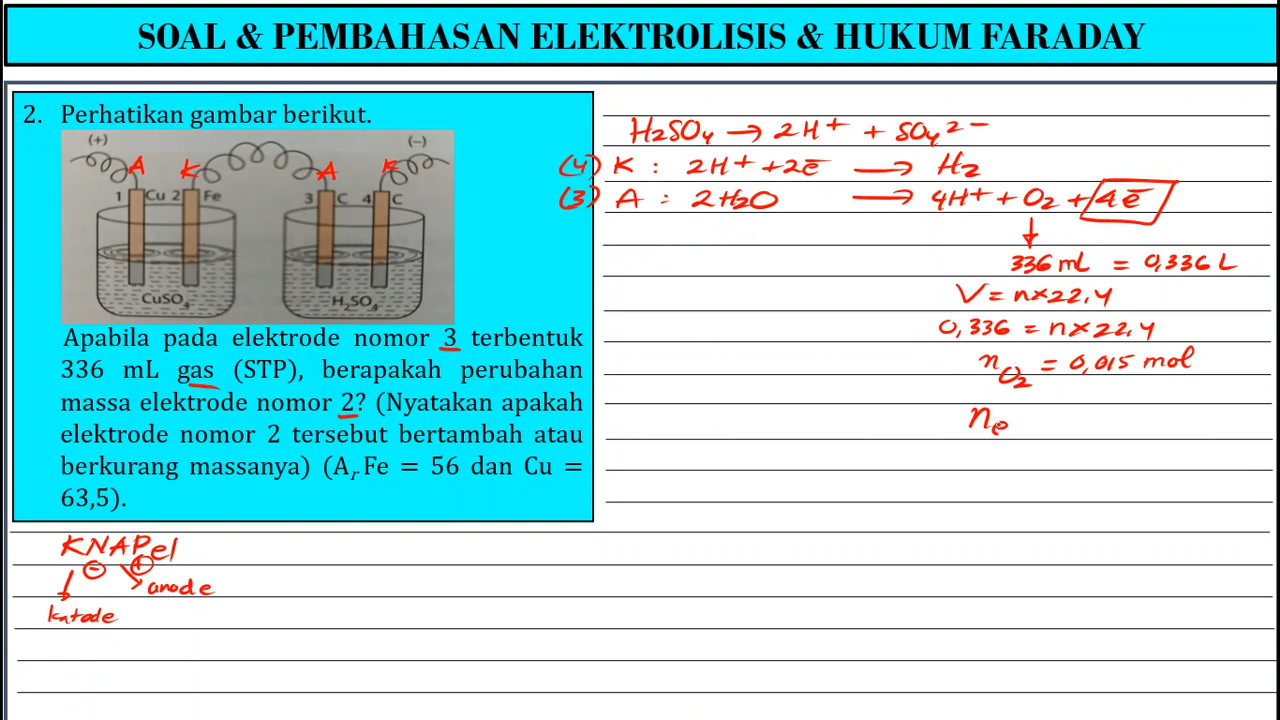 SOAL & PEMBAHASAN ELEKTROLISIS & HUKUM FARADAY
2. Perhatikan gambar berikut.
(+) (-)
A K A K
1 Cu 2 Fe 3 C 4 C
CuSO₄ H₂SO₄
Apabila pada elektrode nomor 3 terbentuk
336 mL gas (STP), berapakah perubahan
massa elektrode nomor 2? (Nyatakan apakah
elektrode nomor 2 tersebut bertambah atau
berkurang massanya) (Aᵣ Fe = 56 dan Cu =
63,5).
KNAPel
⊖ ⊕
anode
katode
H₂SO₄ → 2H⁺ + SO₄²⁻
(4) K : 2H⁺ + 2e̅ → H₂
(3) A : 2H₂O → 4H⁺ + O₂ + 4e̅
336 mL = 0,336 L
V = n × 22,4
0,336 = n × 22,4
n O₂ = 0,015 mol
n e